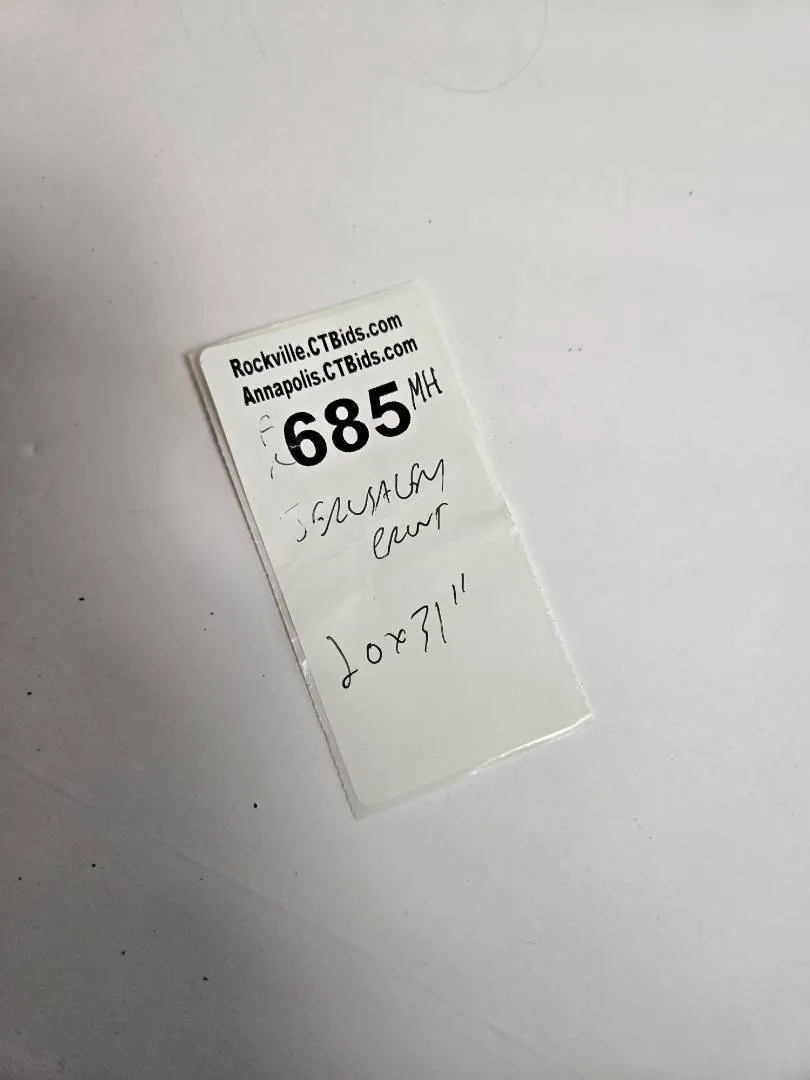 Rockville.CTBids.com
Annapolis.CTBids.com
685 MH
JERUSALEM
PRINT
20x31"